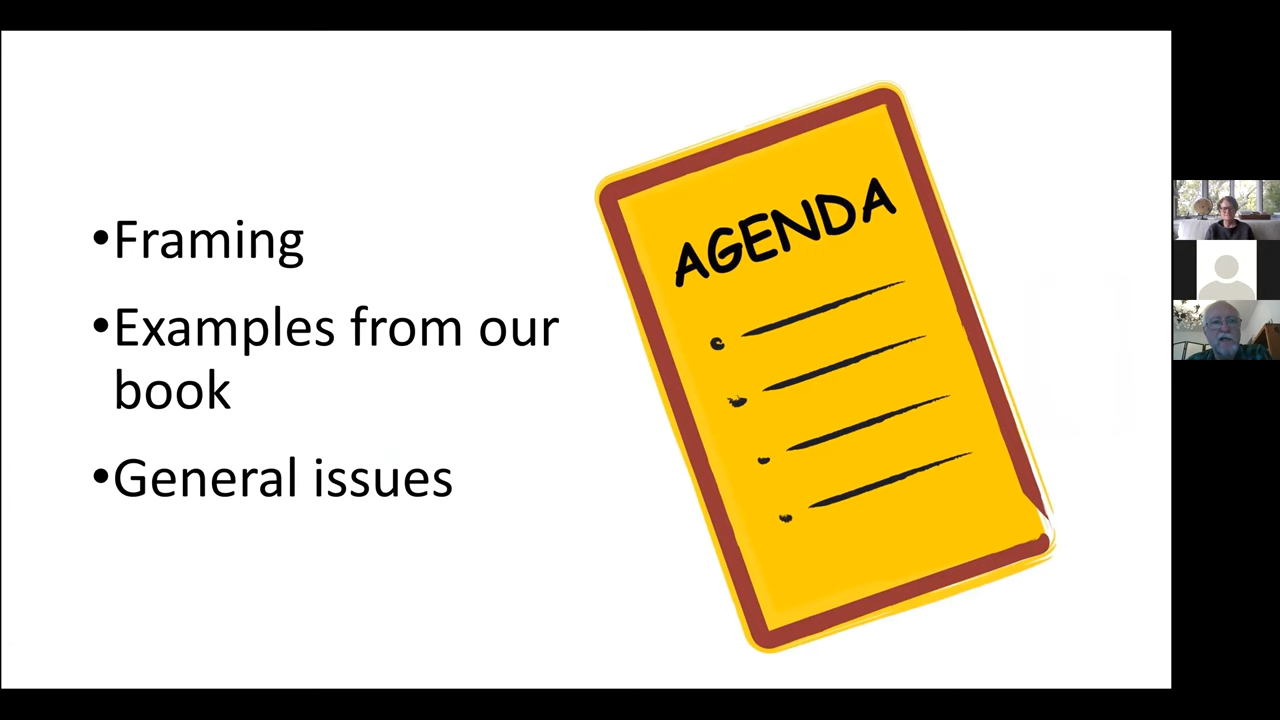 •Framing
•Examples from our
book
•General issues
AGENDA